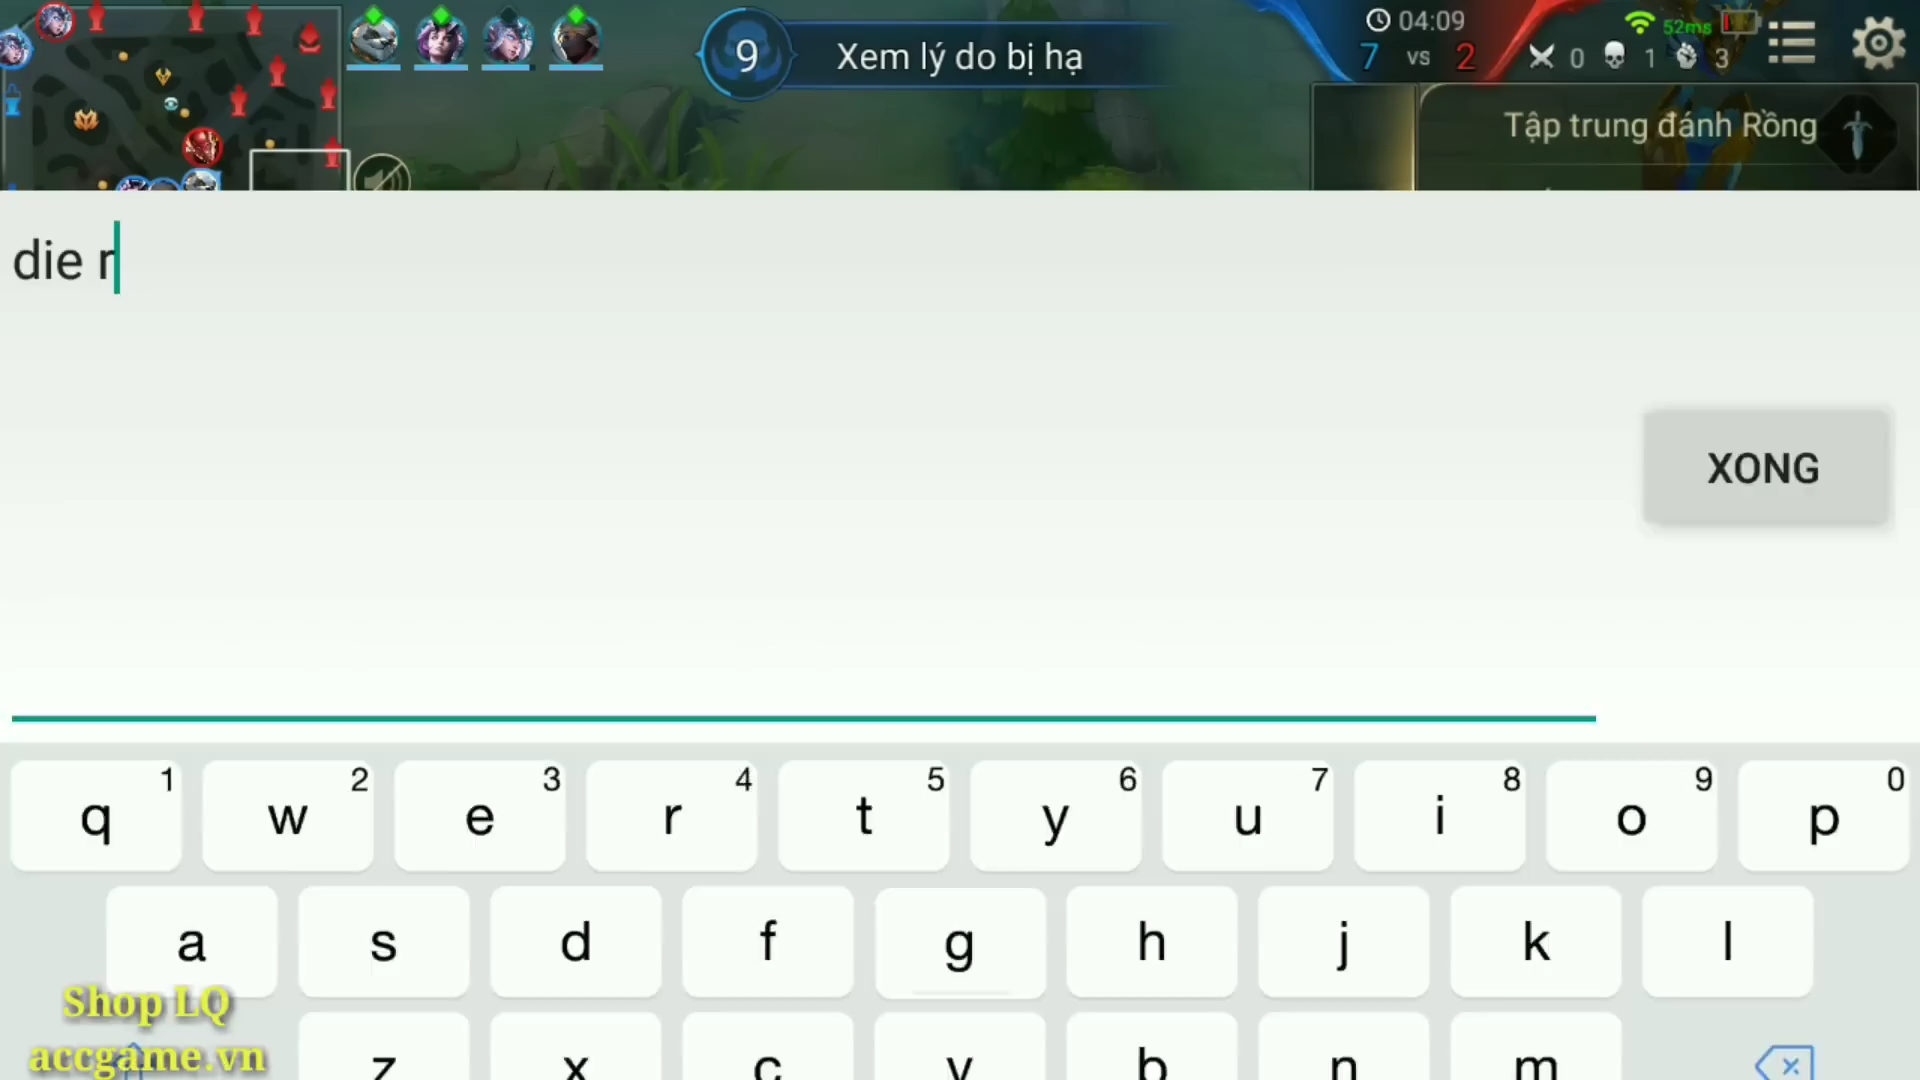 9
Xem lý do bị hạ
04:09
7 vs 2
52ms
0 1 3
Tập trung đánh Rồng
die r
XONG
1 2 3 4 5 6 7 8 9 0
q w e r t y u i o p
a s d f g h j k l
z x c v b n m
Shop LQ
accgame.vn